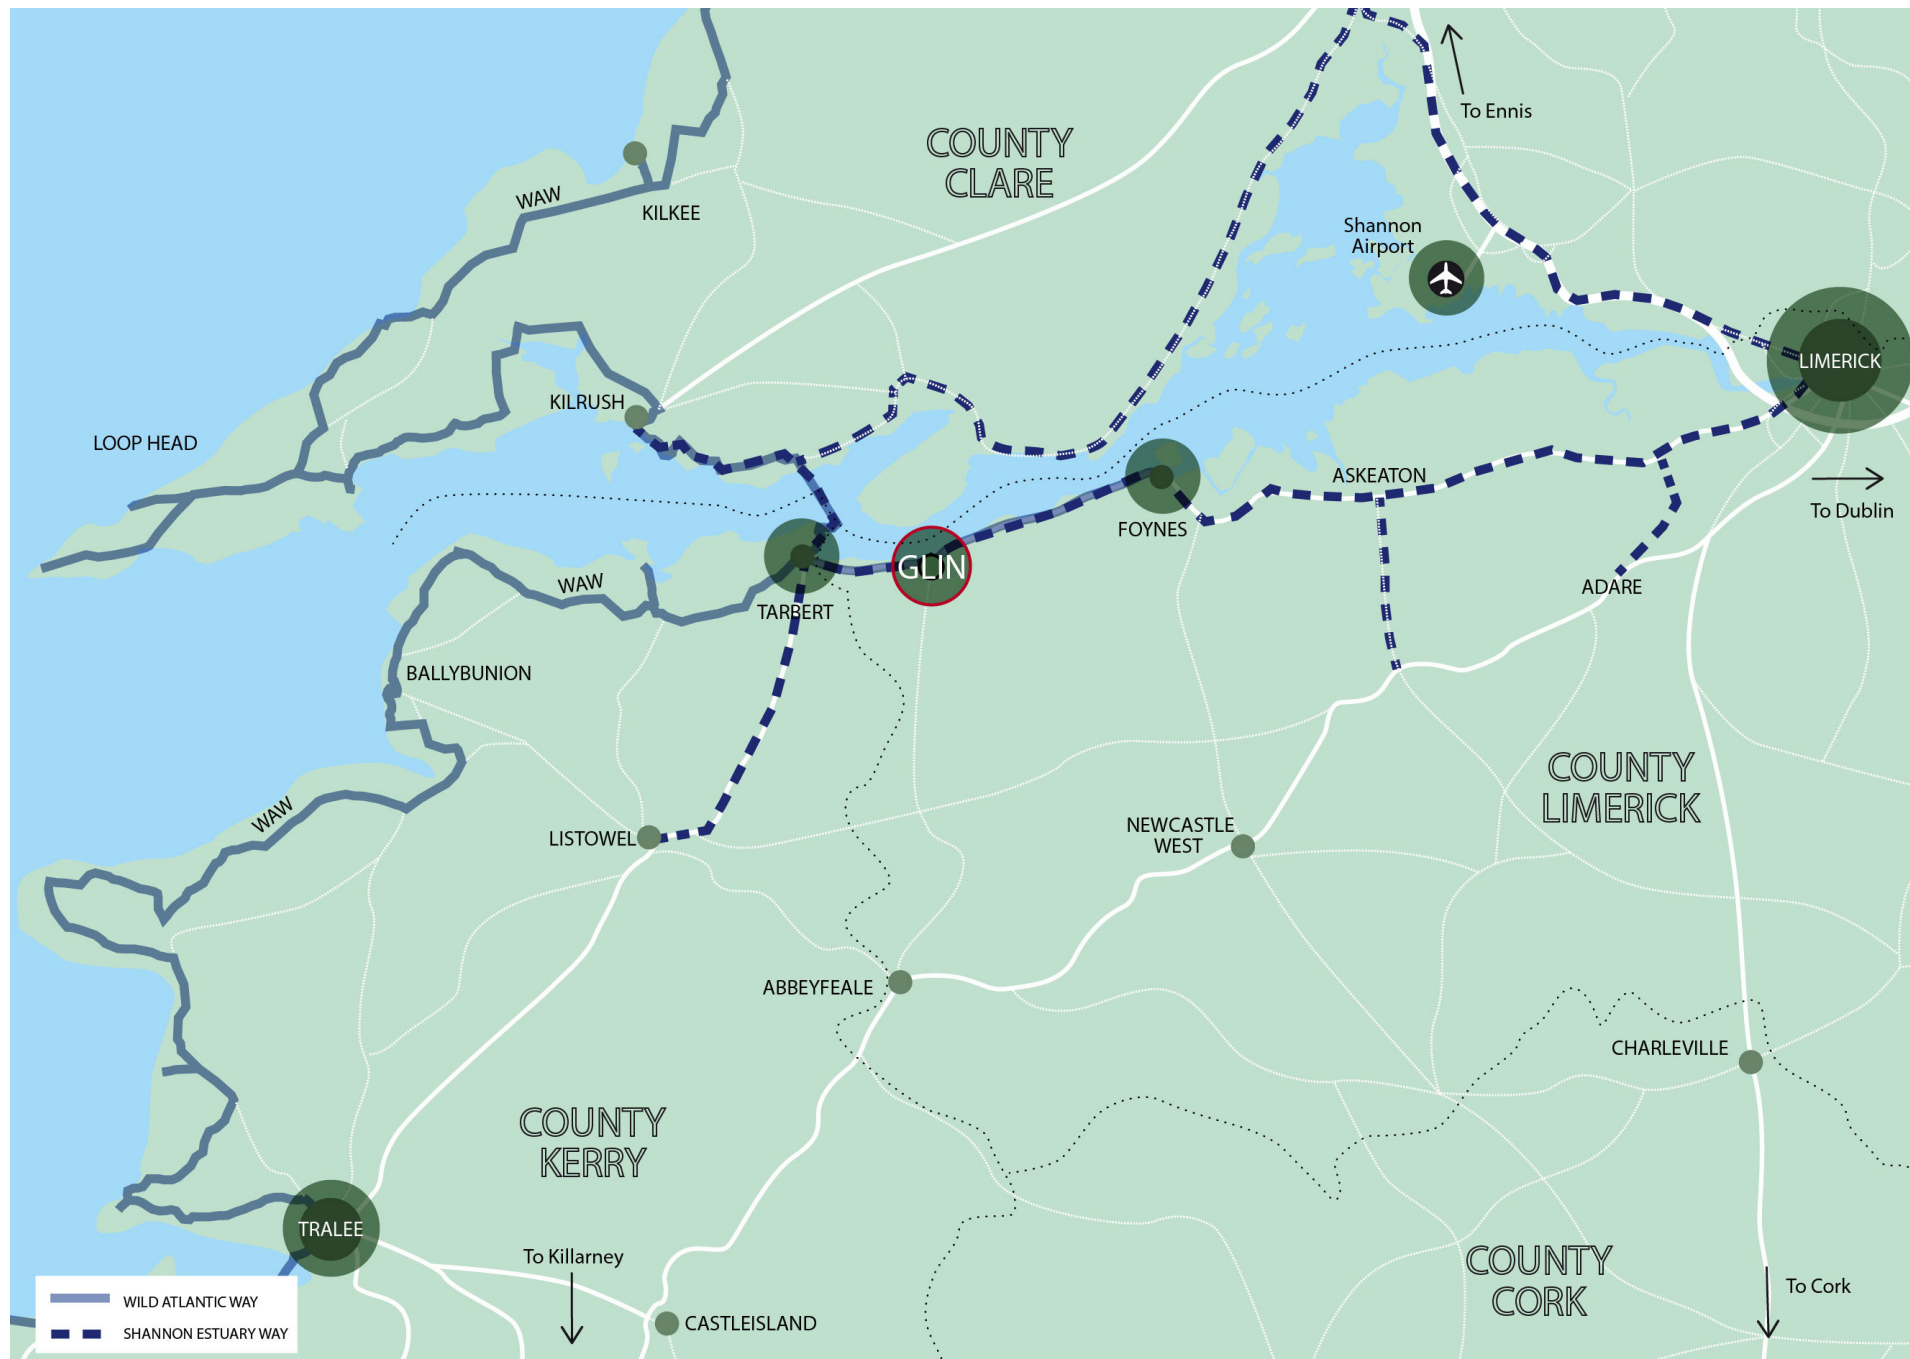 To Ennis
COUNTY
CLARE
WAW
KILKEE
Shannon
Airport
LIMERICK
KILRUSH
LOOP HEAD
ASKEATON
To Dublin
FOYNES
GLIN
WAW
TARBERT
ADARE
BALLYBUNION
COUNTY
LIMERICK
WAW
LISTOWEL
NEWCASTLE
WEST
ABBEYFEALE
CHARLEVILLE
COUNTY
KERRY
TRALEE
To Killarney
COUNTY
CORK
To Cork
CASTLEISLAND
WILD ATLANTIC WAY
SHANNON ESTUARY WAY